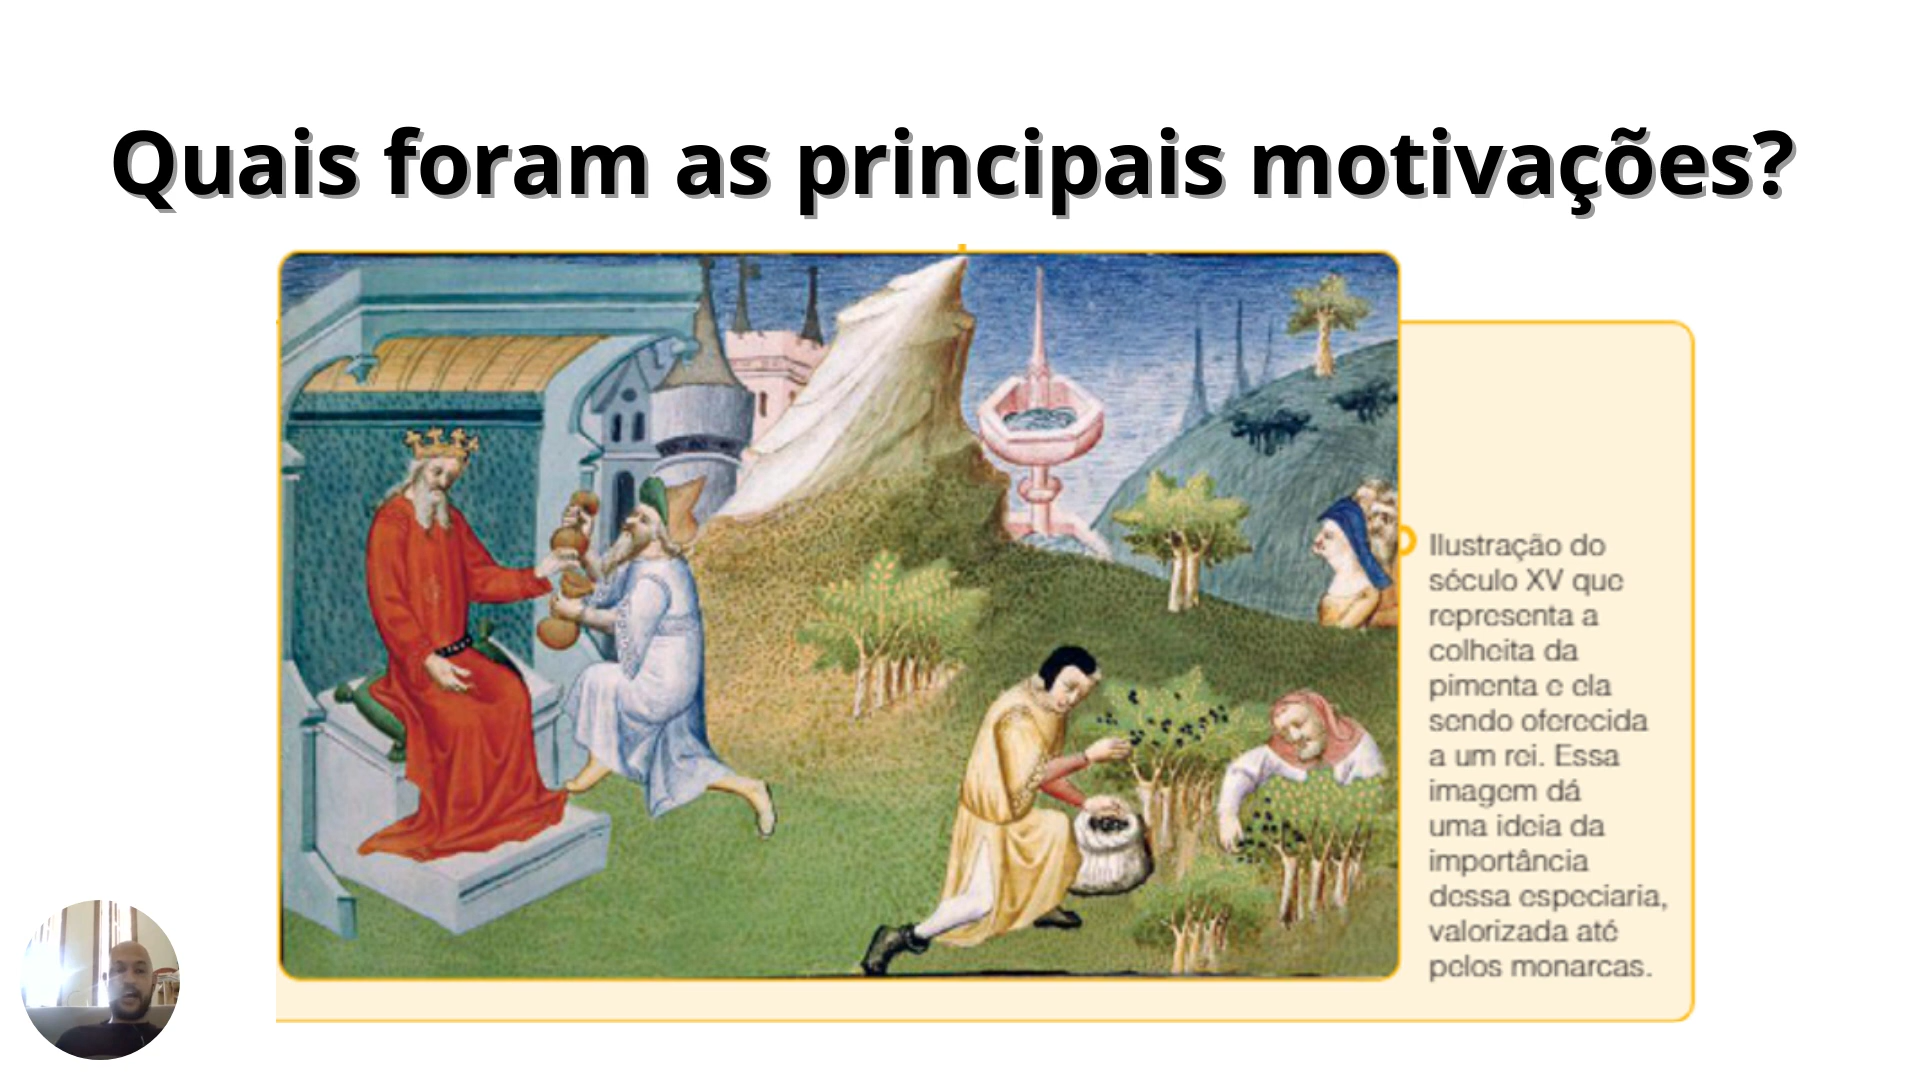 Quais foram as principais motivações?
Ilustração do
século XV que
representa a
colheita da
pimenta e ela
sendo oferecida
a um rei. Essa
imagem dá
uma ideia da
importância
dessa especiaria,
valorizada até
pelos monarcas.